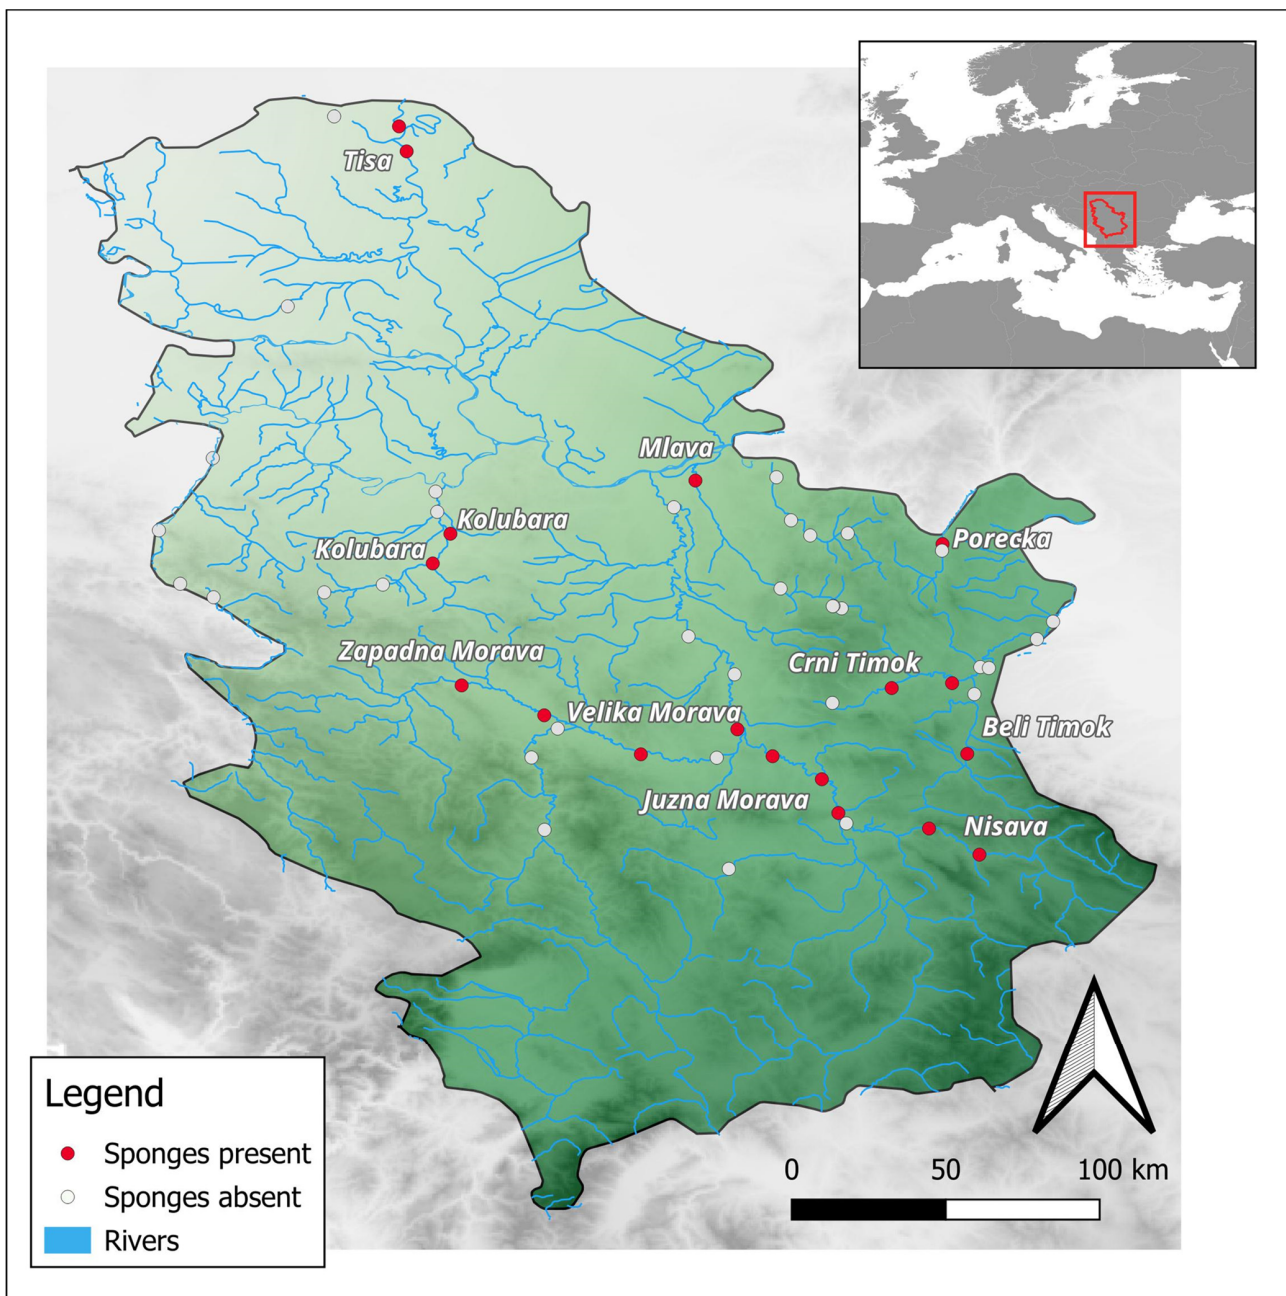 Tisa
Mlava
Kolubara
Kolubara
Porecka
Zapadna Morava
Crni Timok
Velika Morava
Beli Timok
Juzna Morava
Nisava
Legend
Sponges present
Sponges absent
Rivers
0 50 100 km